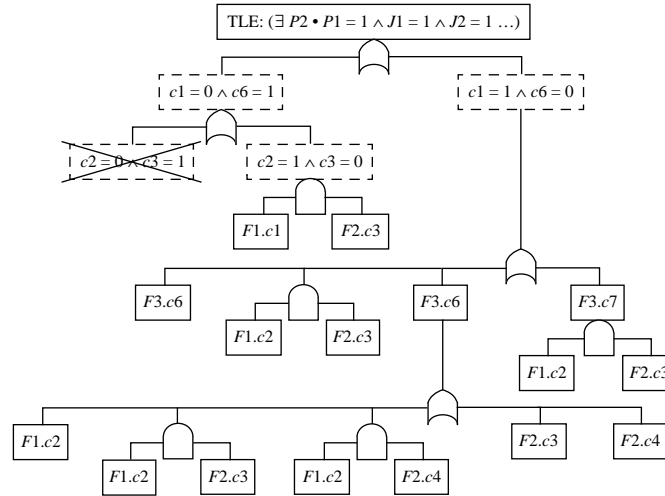 TLE: (∃ P2 • P1 = 1 ∧ J1 = 1 ∧ J2 = 1 ...)
c1 = 0 ∧ c6 = 1
c1 = 1 ∧ c6 = 0
c2 = 0 ∧ c3 = 1
c2 = 1 ∧ c3 = 0
F1.c1
F2.c3
F3.c6
F3.c6
F3.c7
F1.c2
F2.c3
F1.c2
F2.c3
F1.c2
F2.c3
F2.c4
F1.c2
F2.c3
F1.c2
F2.c4